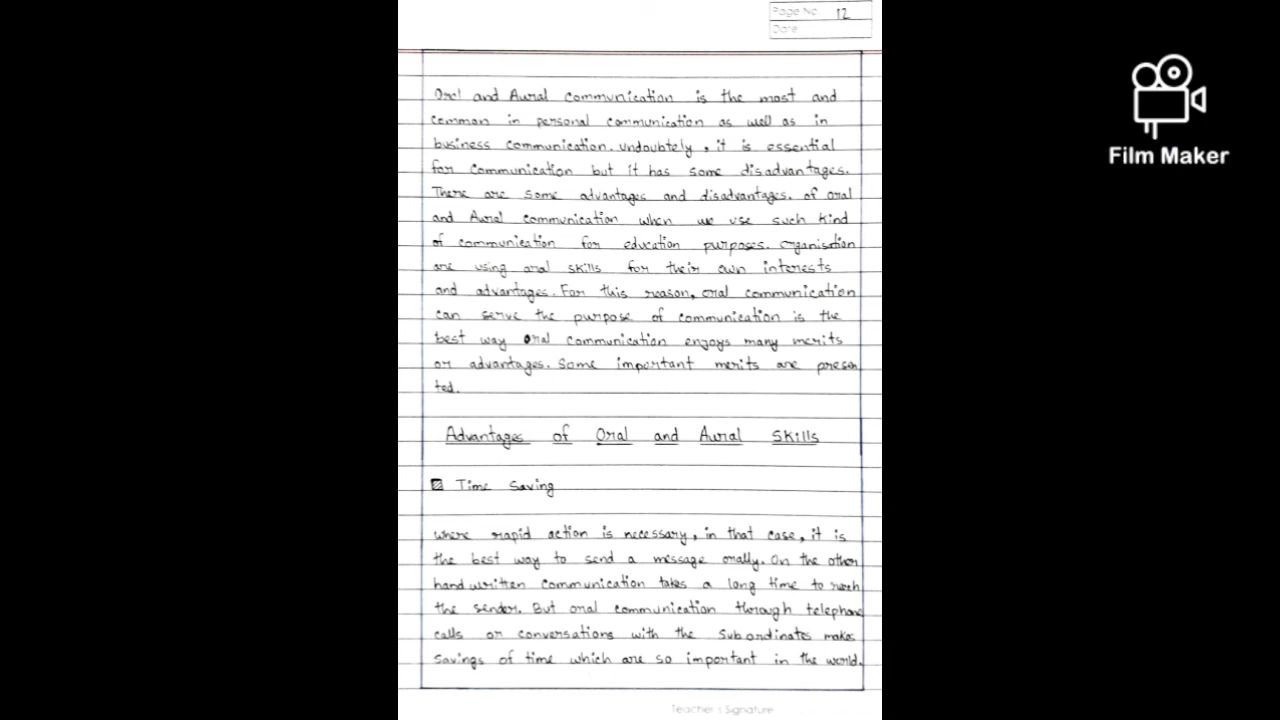 Page No 12
Date
Oral and Aural communication is the most and
common in personal communication as well as in
business communication. undoubtely, it is essential
for communication but it has some disadvantages.
There are some advantages and disadvantages. of oral
and Aural communication when we use such kind
of communication for education purposes. organisation
are using oral skills for their own interests
and advantages. For this reason, oral communication
can serve the purpose of communication is the
best way oral communication enjoys many merits
or advantages. Some important merits are presen
ted.
Advantages of Oral and Aural Skills
Time Saving
where rapid action is necessary, in that case, it is
the best way to send a message orally. On the other
hand written communication takes a long time to reach
the sender. But oral communication through telephone
calls or conversations with the Subordinates makes
savings of time which are so important in the world.
Teacher's Signature
Film Maker